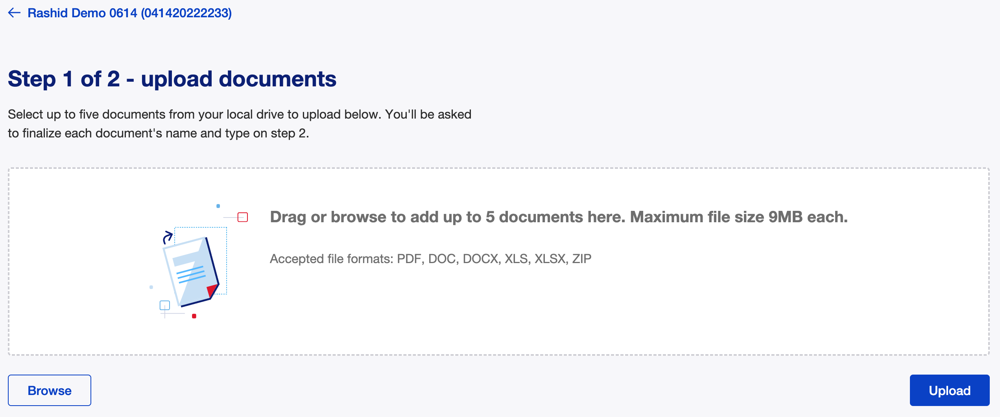 Rashid Demo 0614 (041420222233)
Step 1 of 2 - upload documents
Select up to five documents from your local drive to upload below. You'll be asked
to finalize each document's name and type on step 2.
Drag or browse to add up to 5 documents here. Maximum file size 9MB each.
Accepted file formats: PDF, DOC, DOCX, XLS, XLSX, ZIP
Browse
Upload